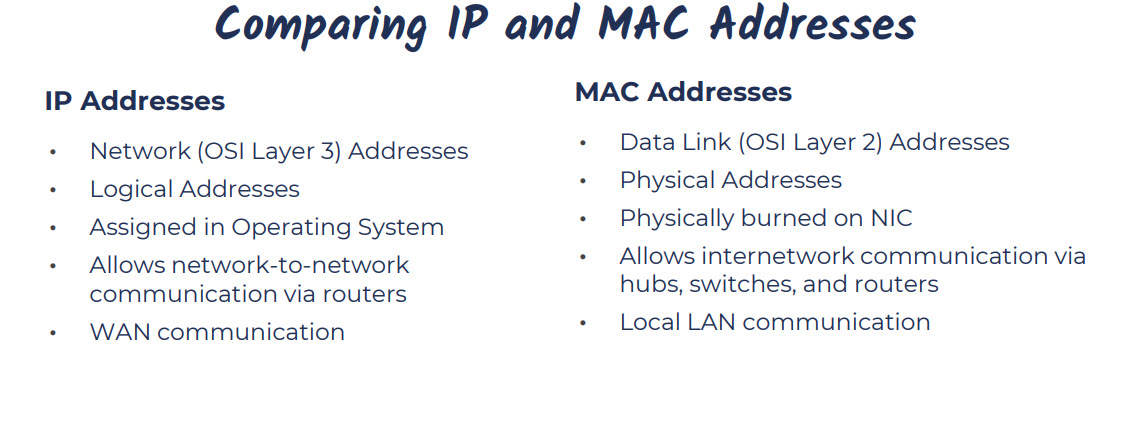 Comparing IP and MAC Addresses
IP Addresses
• Network (OSI Layer 3) Addresses
• Logical Addresses
• Assigned in Operating System
• Allows network-to-network
communication via routers
• WAN communication
MAC Addresses
• Data Link (OSI Layer 2) Addresses
• Physical Addresses
• Physically burned on NIC
• Allows internetwork communication via
hubs, switches, and routers
• Local LAN communication